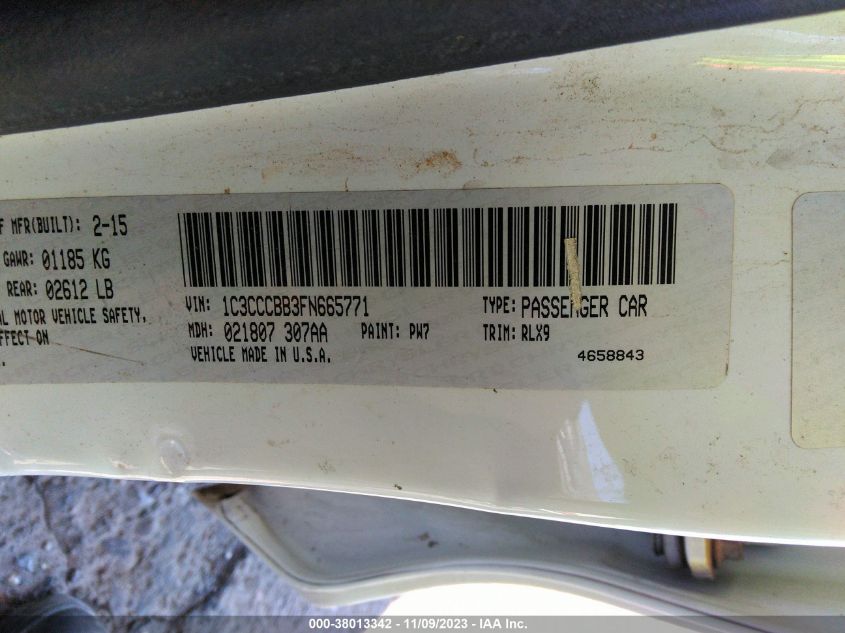 F MFR(BUILT): 2-15
GAWR: 01185 KG
REAR: 02612 LB
AL MOTOR VEHICLE SAFETY,
FFECT ON
VIN: 1C3CCCBB3FN665771
TYPE: PASSENGER CAR
MDH: 021807 307AA PAINT: PW7 TRIM: RLX9
VEHICLE MADE IN U.S.A.
4658843
000-38013342 - 11/09/2023 - IAA Inc.